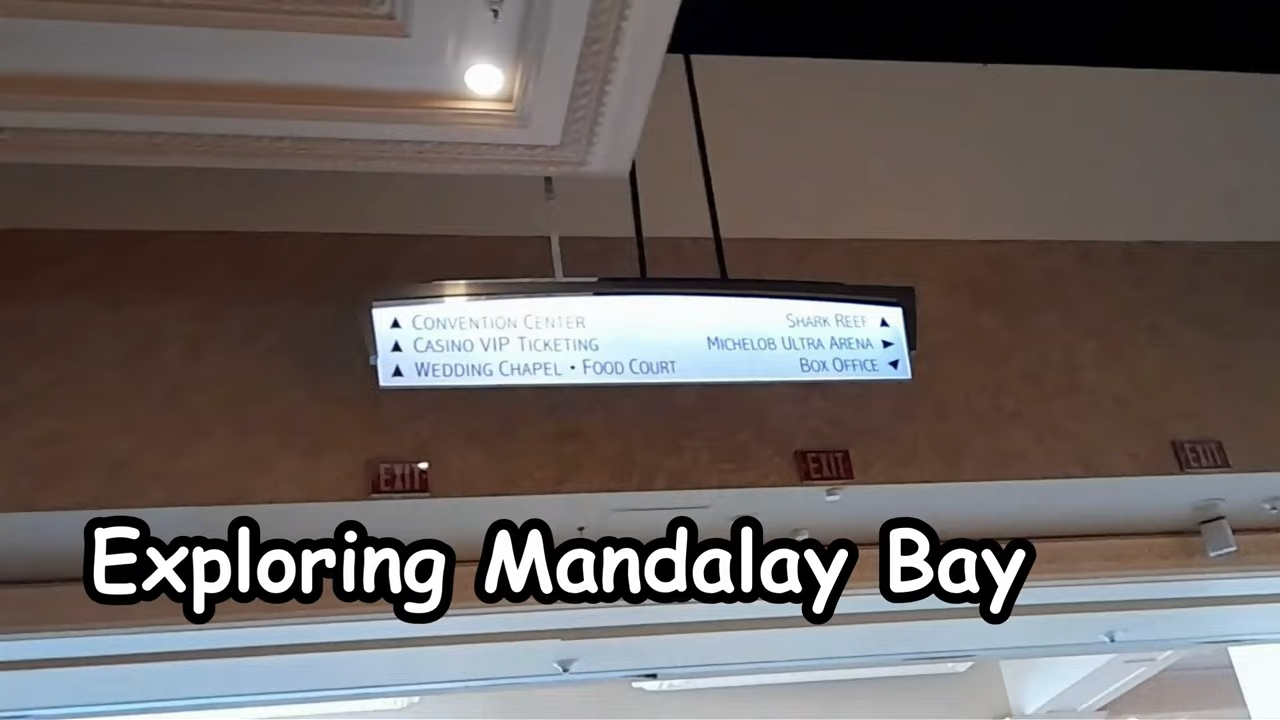 ▲ CONVENTION CENTER
▲ CASINO VIP TICKETING
▲ WEDDING CHAPEL • FOOD COURT
SHARK REEF ▲
MICHELOB ULTRA ARENA ►
BOX OFFICE ◄
EXIT
EXIT
EXIT
Exploring Mandalay Bay